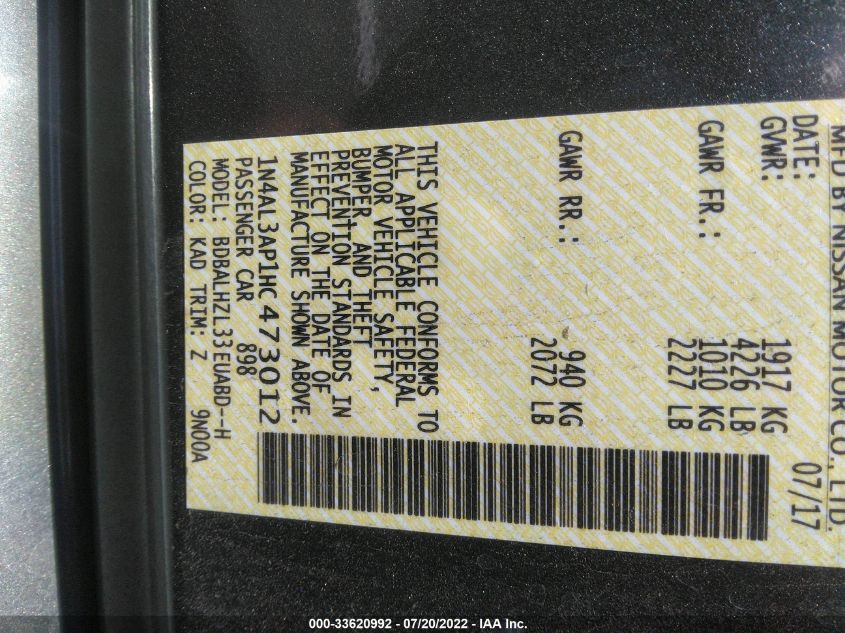 MFD BY NISSAN MOTOR CO., LTD.
DATE: 07/17
GVWR: 1917 KG
4226 LB
GAWR FR.: 1010 KG
2227 LB
GAWR RR.: 940 KG
2072 LB
THIS VEHICLE CONFORMS TO
ALL APPLICABLE FEDERAL
MOTOR VEHICLE SAFETY,
BUMPER, AND THEFT
PREVENTION STANDARDS IN
EFFECT ON THE DATE OF
MANUFACTURE SHOWN ABOVE.
1N4AL3AP1HC473012
PASSENGER CAR 898
MODEL: BDBALHZL33EUABD--H
COLOR: KAD TRIM: Z 9N00A
000-33620992 - 07/20/2022 - IAA Inc.